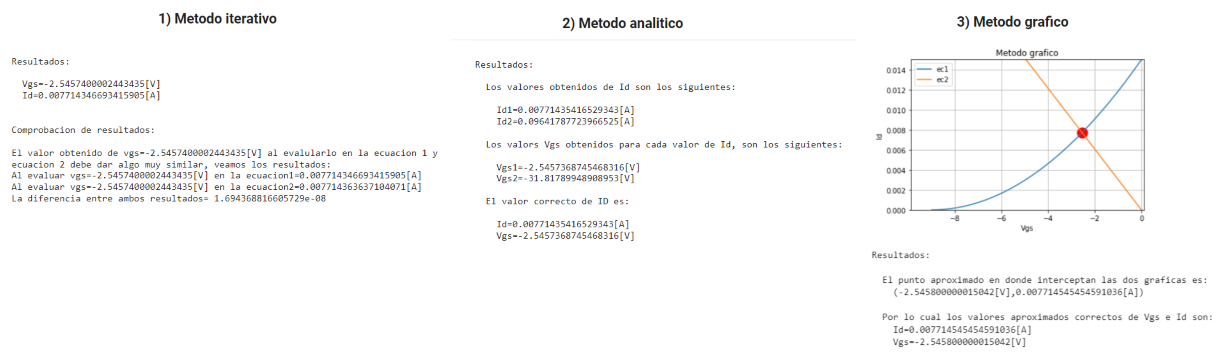 1) Metodo iterativo
Resultados:
Vgs=-2.5457400002443435[V]
Id=0.007714346693415905[A]
Comprobacion de resultados:
El valor obtenido de vgs=-2.5457400002443435[V] al evalularlo en la ecuacion 1 y
ecuacion 2 debe dar algo muy similar, veamos los resultados:
Al evaluar vgs=-2.5457400002443435[V] en la ecuacion1=0.007714346693415905[A]
Al evaluar vgs=-2.5457400002443435[V] en la ecuacion2=0.007714363637104071[A]
La diferencia entre ambos resultados= 1.694368816605729e-08
2) Metodo analitico
Resultados:
Los valores obtenidos de Id son los siguientes:
Id1=0.00771435416529343[A]
Id2=0.09641787723966525[A]
Los valores Vgs obtenidos para cada valor de Id, son los siguientes:
Vgs1=-2.5457368745468316[V]
Vgs2=-31.81789948908953[V]
El valor correcto de ID es:
Id=0.00771435416529343[A]
Vgs=-2.5457368745468316[V]
3) Metodo grafico
Metodo grafico
ec1
ec2
0.014
0.012
0.010
0.008
0.006
0.004
0.002
0.000
Id
−8
−6
−4
−2
0
Vgs
Resultados:
El punto aproximado en donde interceptan las dos graficas es:
(-2.545800000015042[V],0.007714545454591036[A])
Por lo cual los valores aproximados correctos de Vgs e Id son:
Id=0.007714545454591036[A]
Vgs=-2.545800000015042[V]